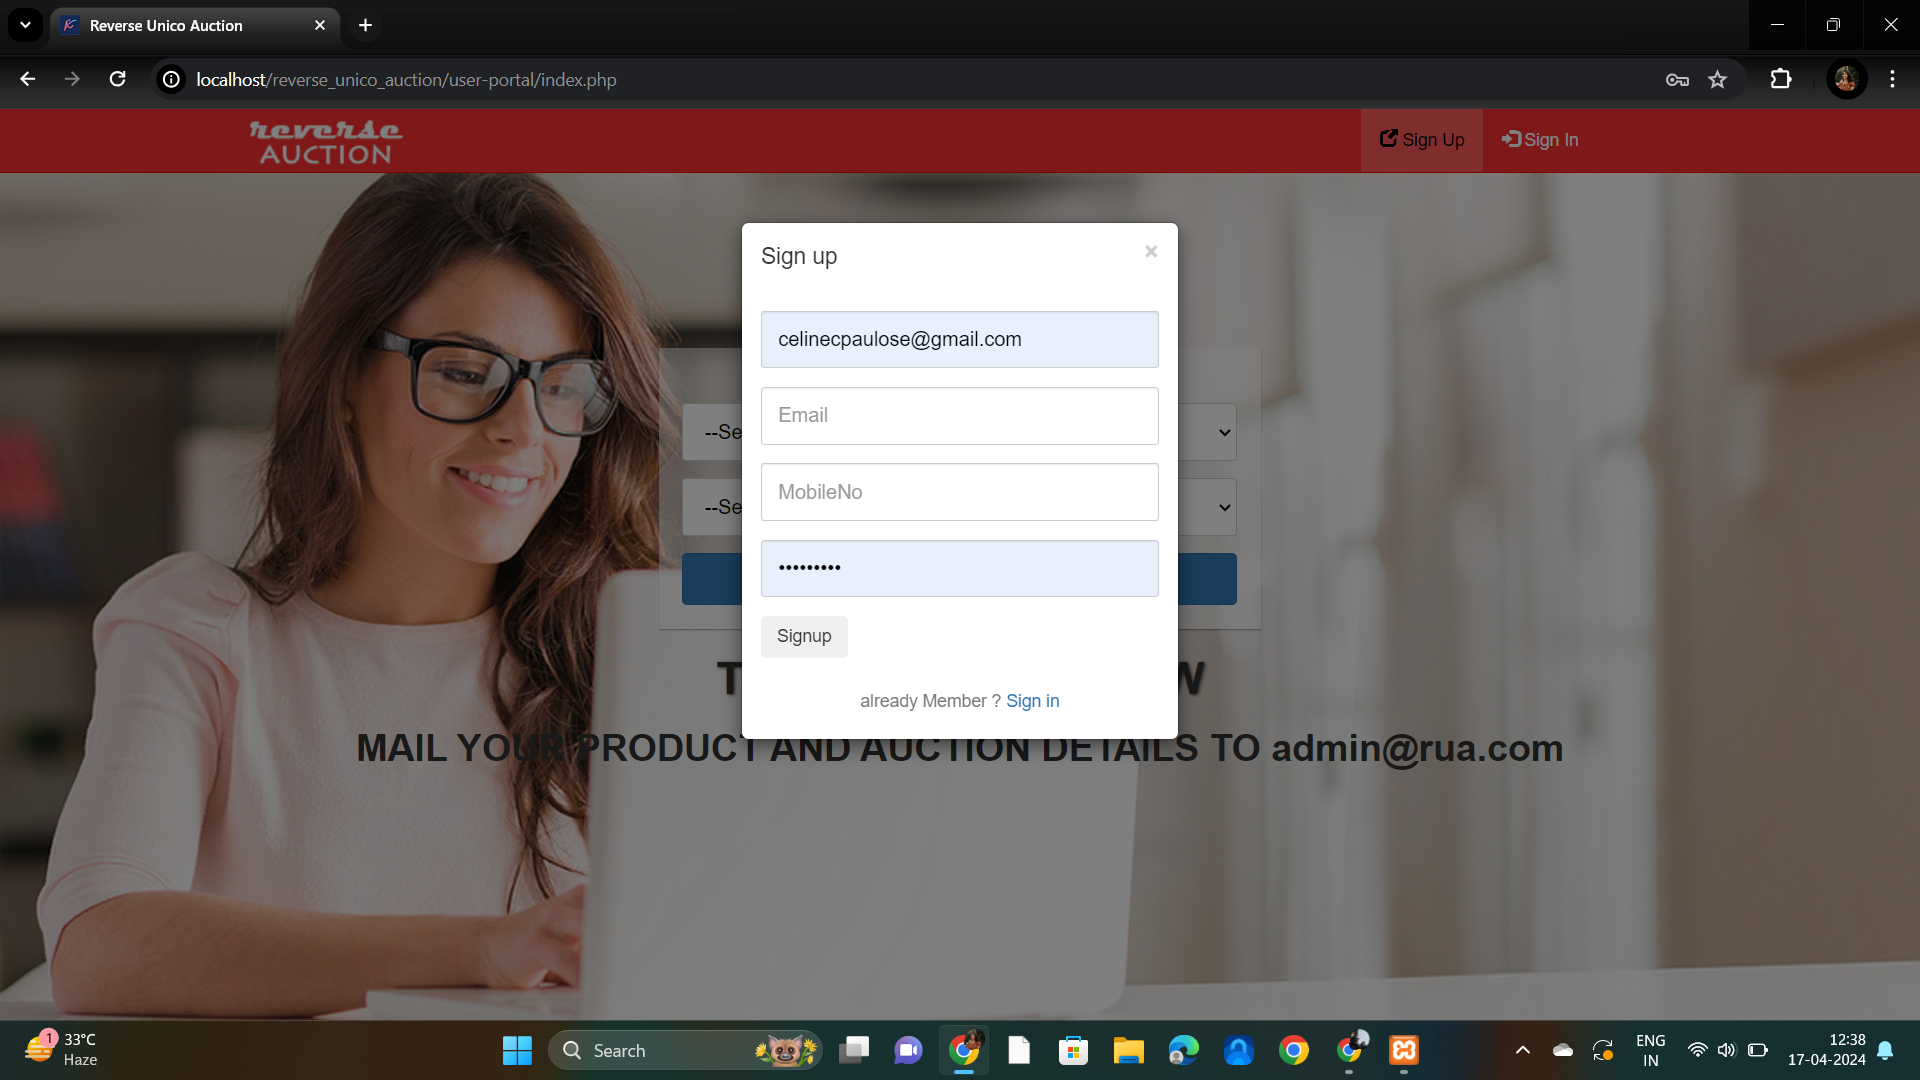 Reverse Unico Auction
localhost/reverse_unico_auction/user-portal/index.php
reverse
AUCTION
Sign Up
Sign In
Sign up
×
celinecpaulose@gmail.com
Email
--Se
MobileNo
--Se
•••••••••
Signup
T W
already Member ? Sign in
MAIL YOUR PRODUCT AND AUCTION DETAILS TO admin@rua.com
1
33°C
Haze
Search
ENG
IN
12:38
17-04-2024